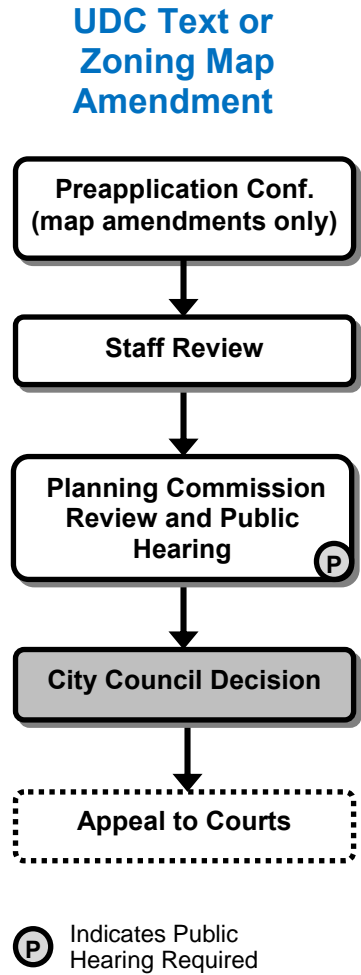 UDC Text or
Zoning Map
Amendment
Preapplication Conf.
(map amendments only)
Staff Review
Planning Commission
Review and Public
Hearing
P
City Council Decision
Appeal to Courts
P
Indicates Public
Hearing Required